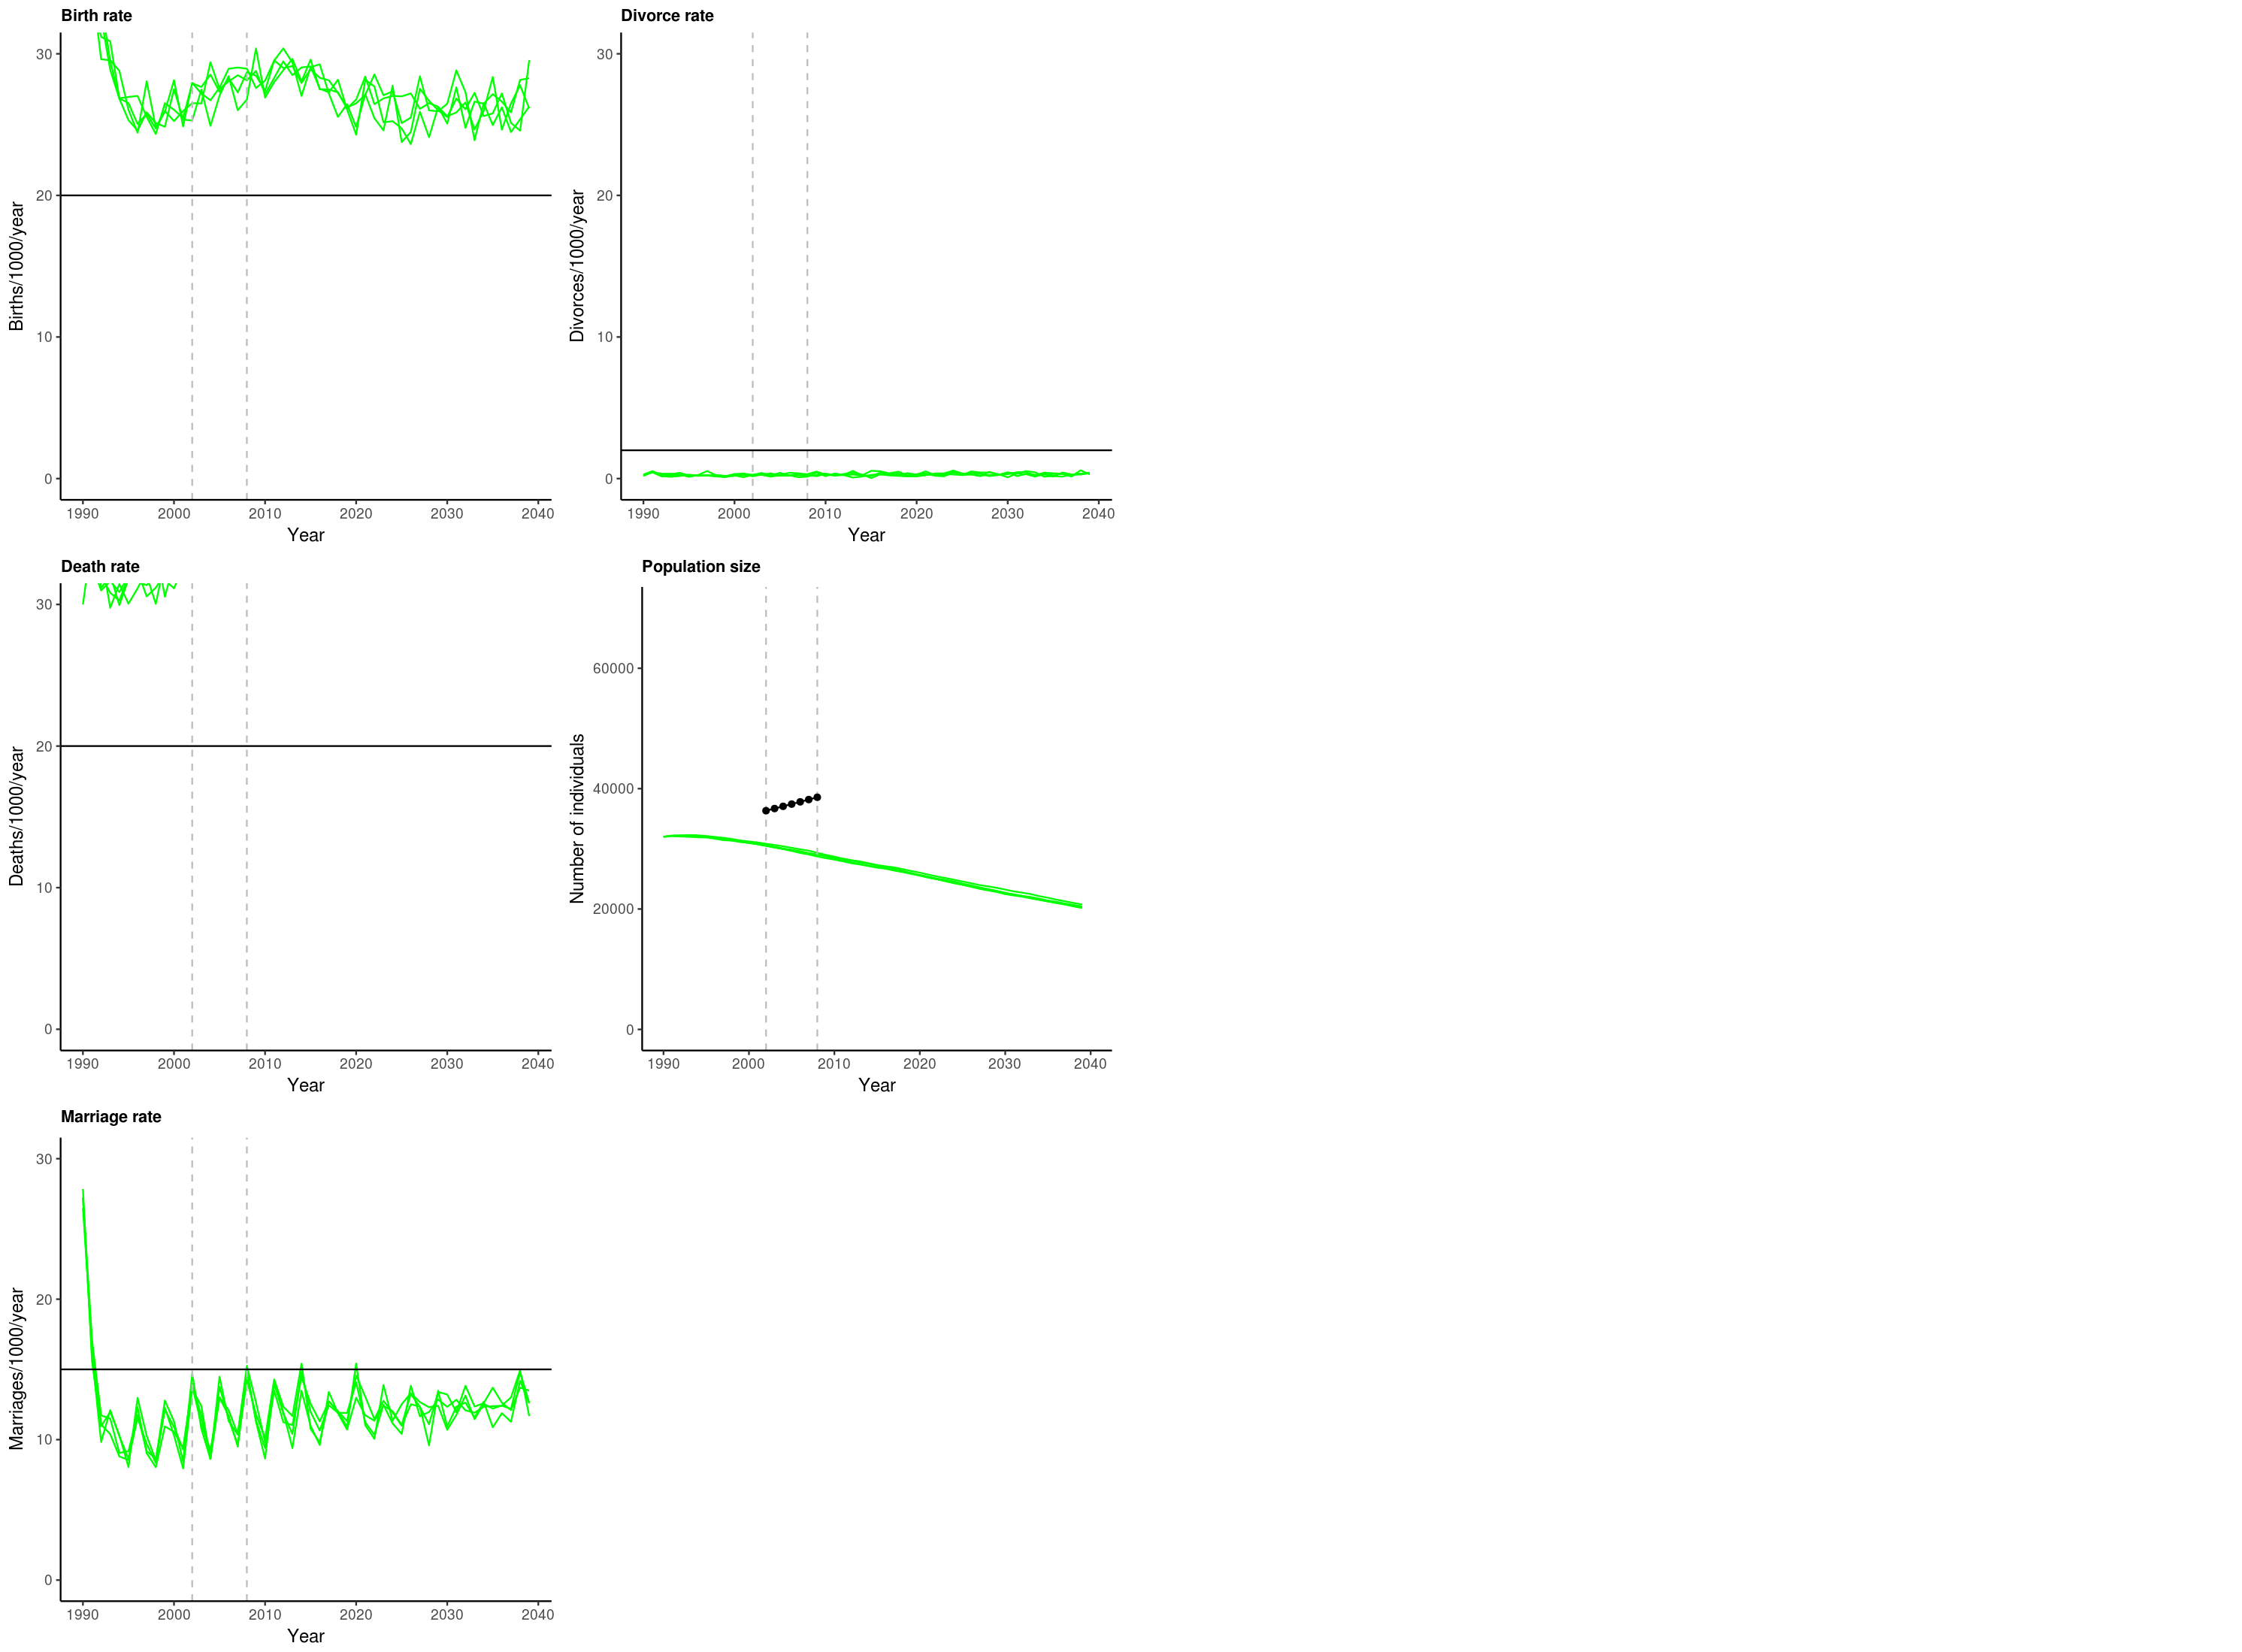 Birth rate
Births/1000/year
30
20
10
0
1990 2000 2010 2020 2030 2040
Year
Divorce rate
Divorces/1000/year
30
20
10
0
1990 2000 2010 2020 2030 2040
Year
Death rate
Deaths/1000/year
30
20
10
0
1990 2000 2010 2020 2030 2040
Year
Population size
Number of individuals
60000
40000
20000
0
1990 2000 2010 2020 2030 2040
Year
Marriage rate
Marriages/1000/year
30
20
10
0
1990 2000 2010 2020 2030 2040
Year